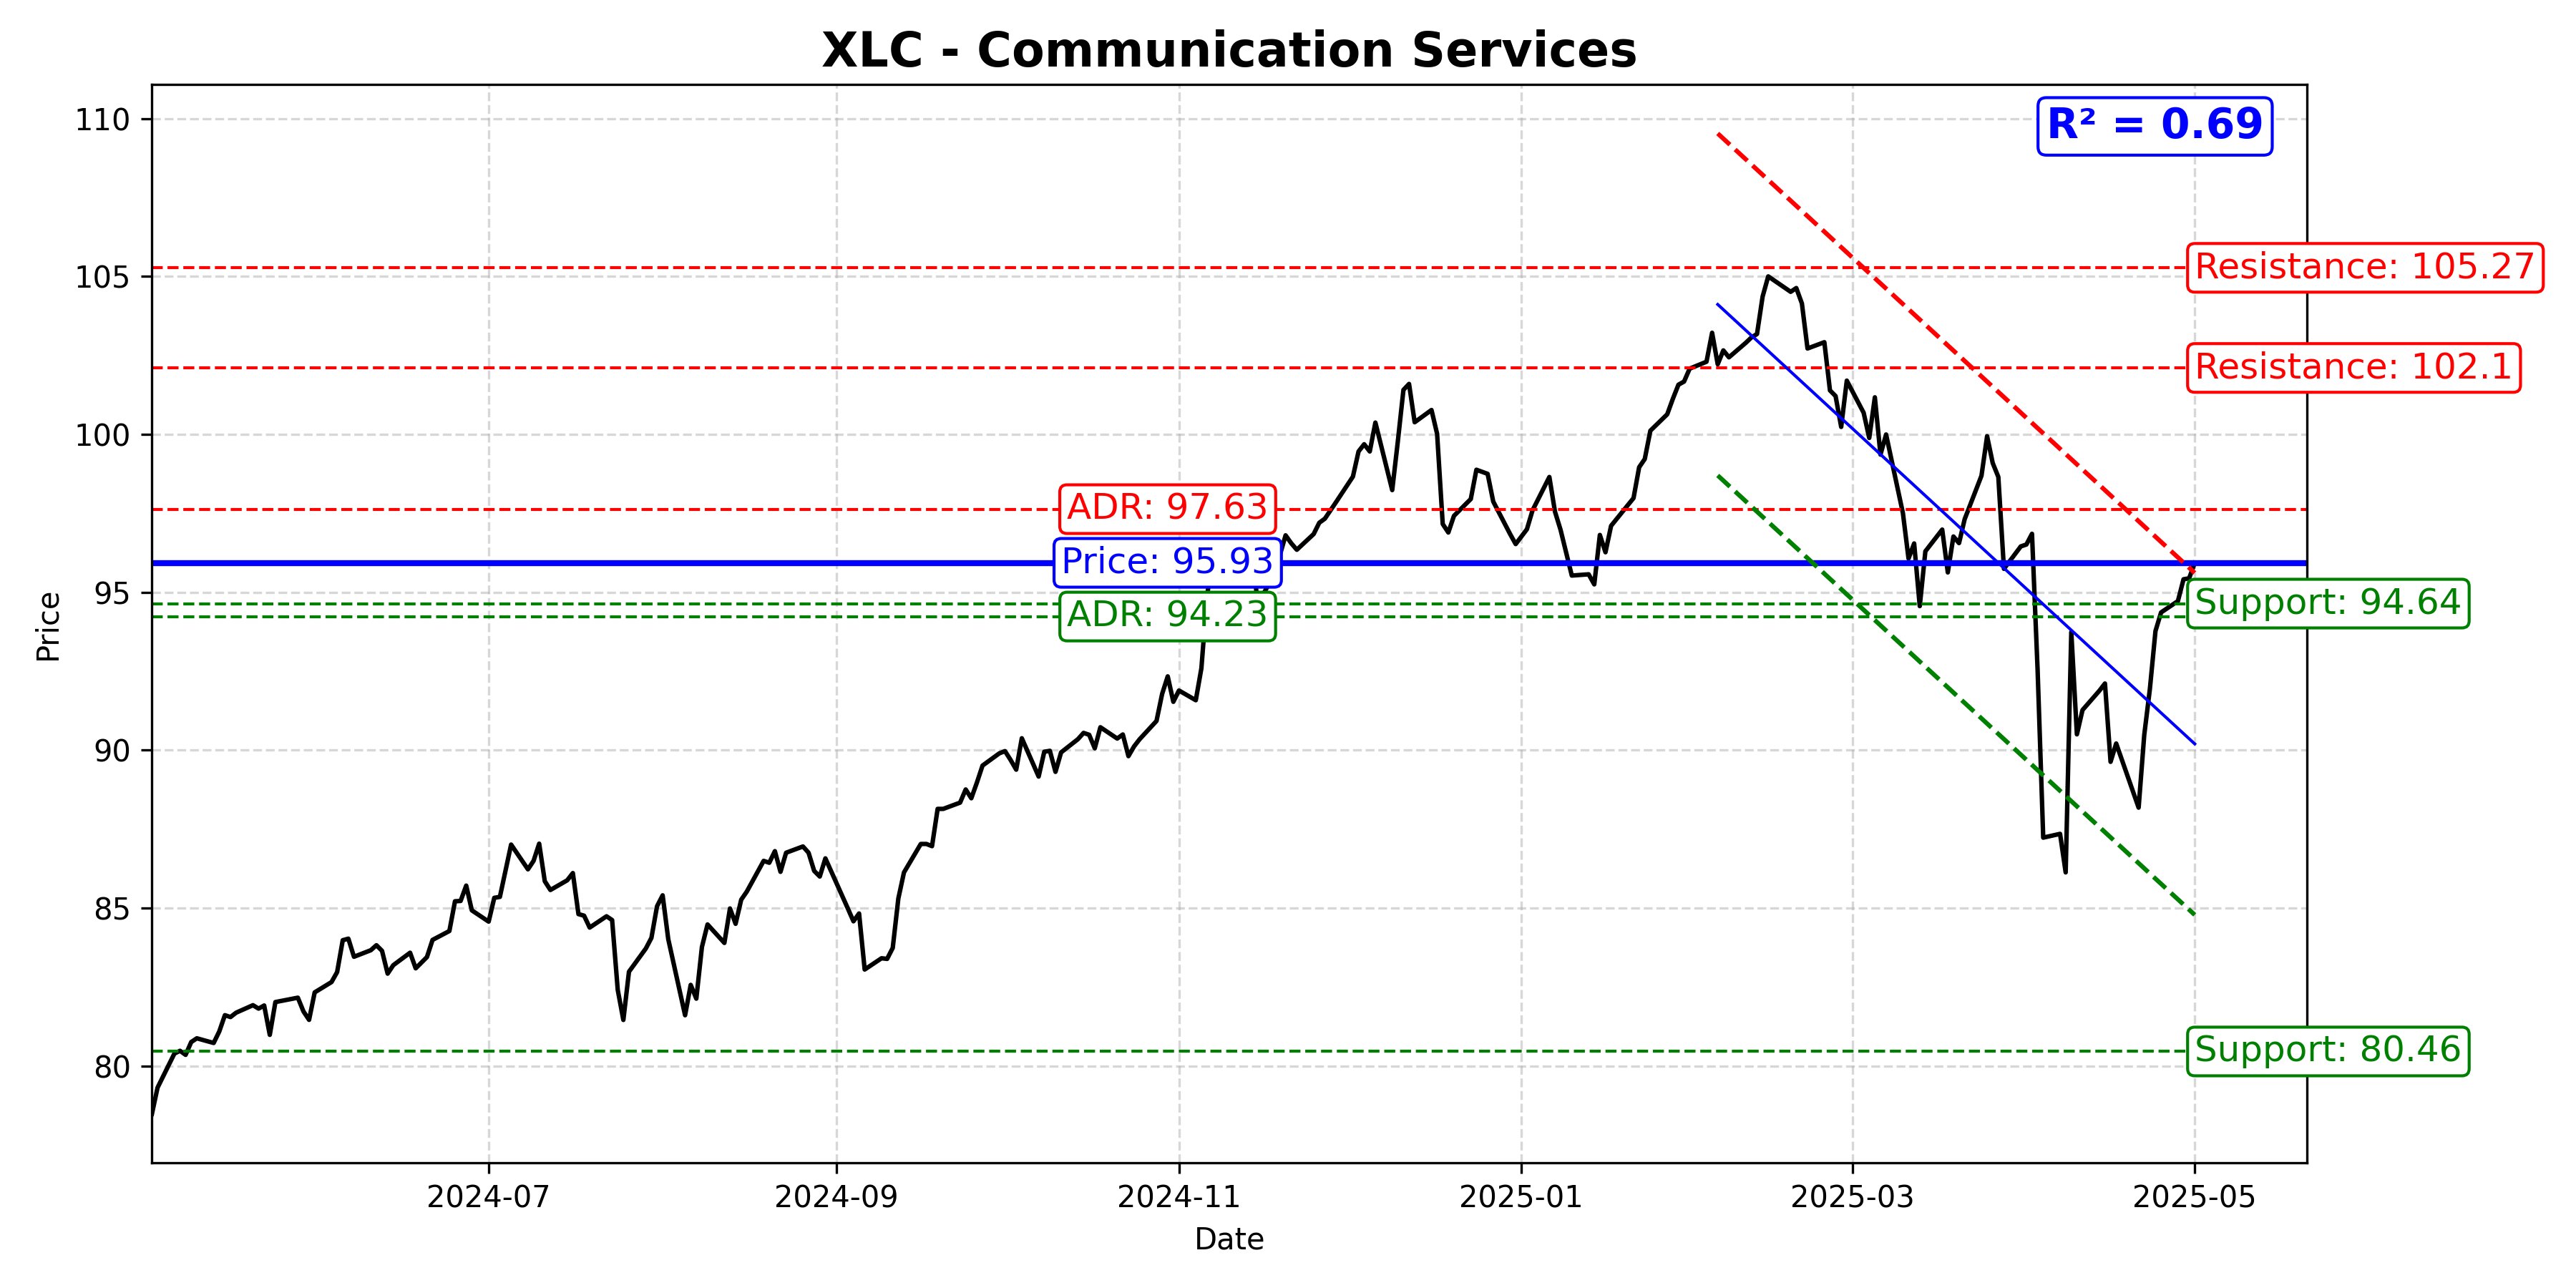 XLC - Communication Services
R² = 0.69
110
105
100
95
90
85
80
Price
Resistance: 105.27
Resistance: 102.1
ADR: 97.63
Price: 95.93
ADR: 94.23
Support: 94.64
Support: 80.46
2024-07
2024-09
2024-11
2025-01
2025-03
2025-05
Date